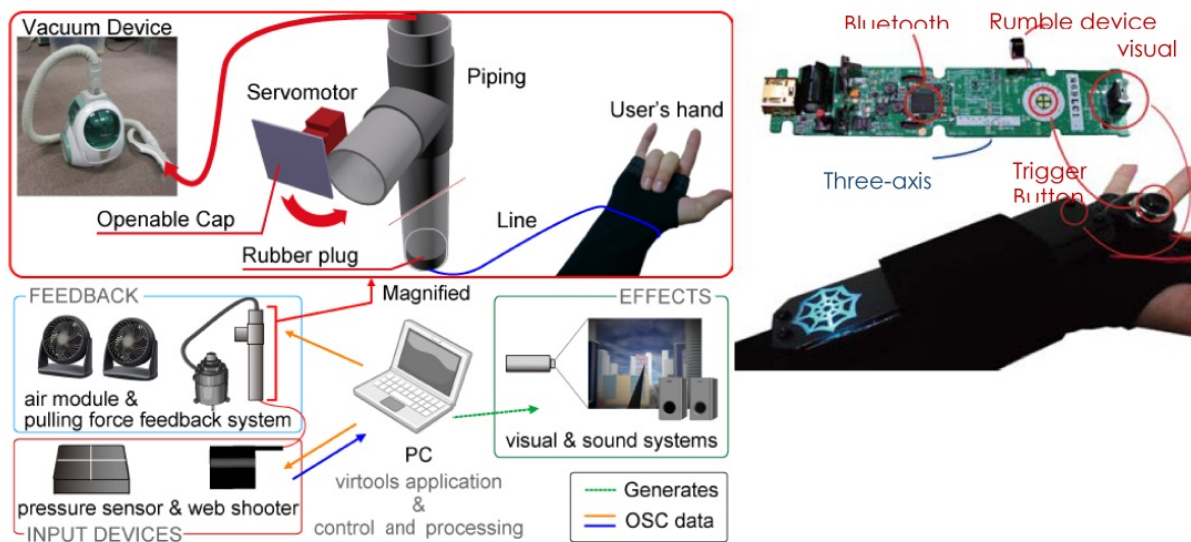 Vacuum Device
Servomotor
Piping
User's hand
Openable Cap
Line
Rubber plug
Bluetooth
Rumble device
visual
Three-axis
Trigger
Button
FEEDBACK
Magnified
EFFECTS
air module &
pulling force feedback system
PC
visual & sound systems
pressure sensor & web shooter
virtools application
&
control and processing
INPUT DEVICES
Generates
OSC data